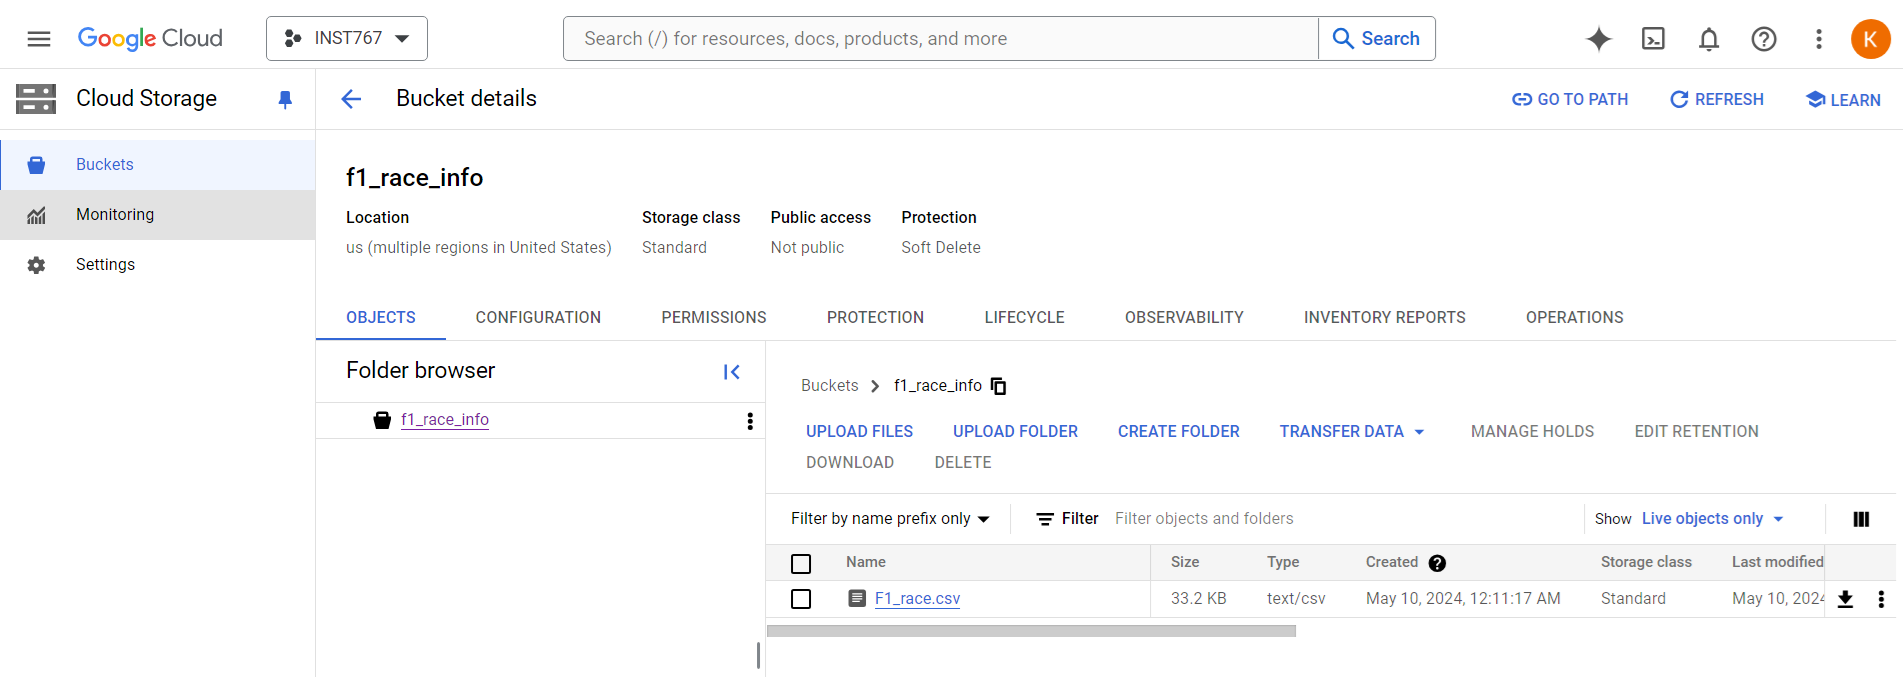 Google Cloud INST767 Search (/) for resources, docs, products, and more Search K
Cloud Storage
Buckets
Monitoring
Settings
Bucket details GO TO PATH REFRESH LEARN
f1_race_info
Location Storage class Public access Protection
us (multiple regions in United States) Standard Not public Soft Delete
OBJECTS CONFIGURATION PERMISSIONS PROTECTION LIFECYCLE OBSERVABILITY INVENTORY REPORTS OPERATIONS
Folder browser
f1_race_info
Buckets > f1_race_info
UPLOAD FILES UPLOAD FOLDER CREATE FOLDER TRANSFER DATA MANAGE HOLDS EDIT RETENTION
DOWNLOAD DELETE
Filter by name prefix only Filter Filter objects and folders Show Live objects only
Name Size Type Created Storage class Last modified
F1_race.csv 33.2 KB text/csv May 10, 2024, 12:11:17 AM Standard May 10, 2024